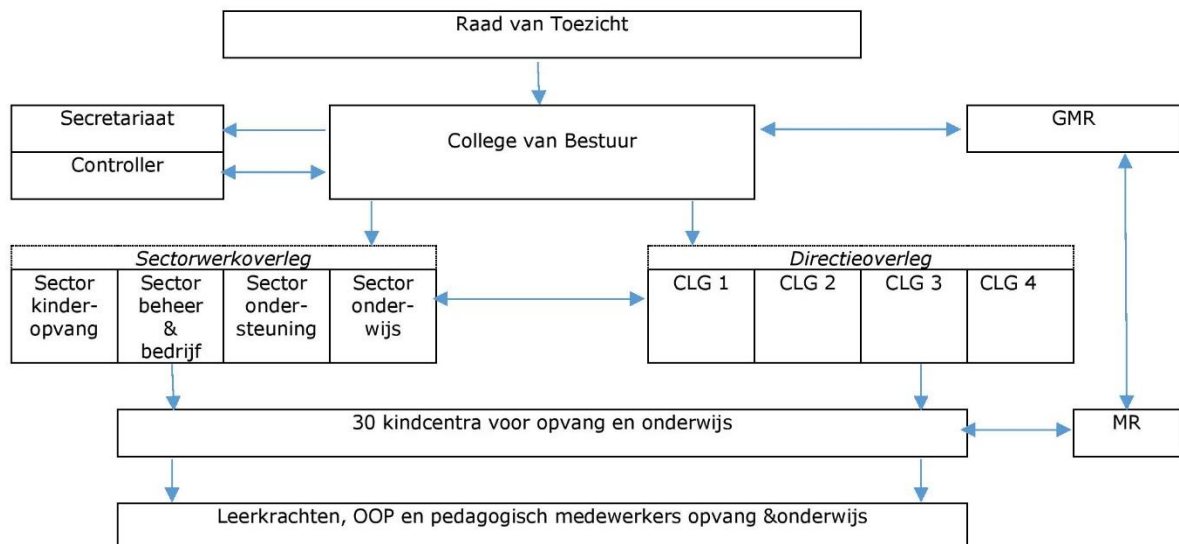 Raad van Toezicht
Secretariaat
Controller
College van Bestuur
GMR
Sectorwerkoverleg
Sector
kinder-
opvang
Sector
beheer
&
bedrijf
Sector
onder-
steuning
Sector
onder-
wijs
Directieoverleg
CLG 1
CLG 2
CLG 3
CLG 4
30 kindcentra voor opvang en onderwijs
MR
Leerkrachten, OOP en pedagogisch medewerkers opvang &onderwijs